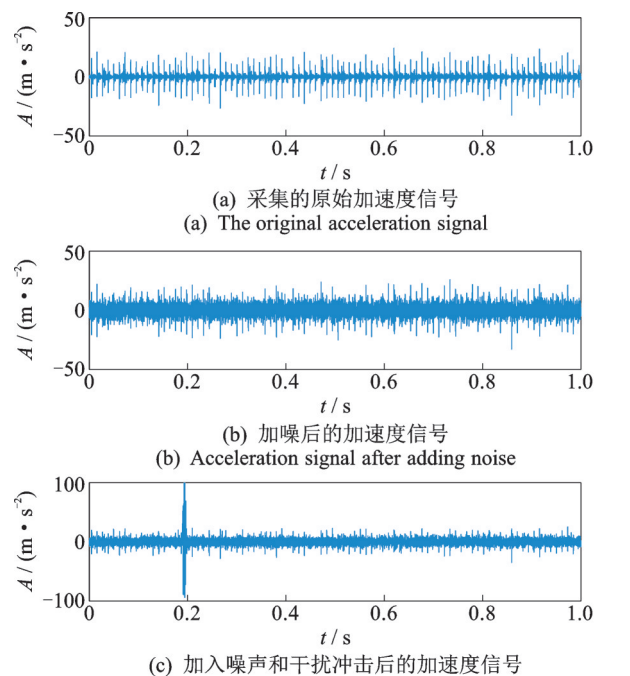 50
0
−50
A / (m • s⁻²)
0 0.2 0.4 0.6 0.8 1.0
t / s
(a) 采集的原始加速度信号
(a) The original acceleration signal
50
0
−50
A / (m • s⁻²)
0 0.2 0.4 0.6 0.8 1.0
t / s
(b) 加噪后的加速度信号
(b) Acceleration signal after adding noise
100
0
−100
A / (m • s⁻²)
0 0.2 0.4 0.6 0.8 1.0
t / s
(c) 加入噪声和干扰冲击后的加速度信号